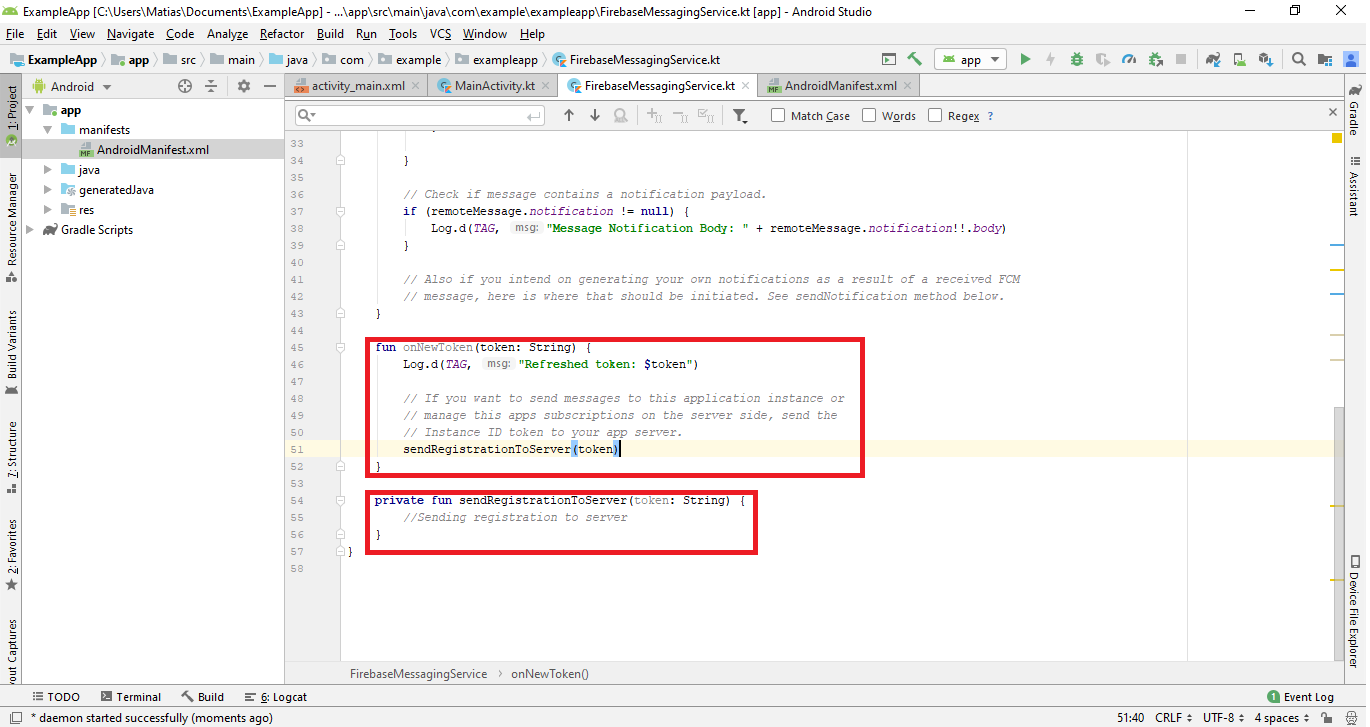 ExampleApp [C:\Users\Matias\Documents\ExampleApp] - ...\app\src\main\java\com\example\exampleapp\FirebaseMessagingService.kt [app] - Android Studio
File Edit View Navigate Code Analyze Refactor Build Run Tools VCS Window Help
ExampleApp app src main java com example exampleapp FirebaseMessagingService.kt app
1: Project
Resource Manager
Build Variants
7: Structure
2: Favorites
yout Captures
Android
app
manifests
MF AndroidManifest.xml
java
generatedJava
res
Gradle Scripts
activity_main.xml MainActivity.kt FirebaseMessagingService.kt MF AndroidManifest.xml
Match Case Words Regex ?
33
34 }
35
36 // Check if message contains a notification payload.
37 if (remoteMessage.notification != null) {
38 Log.d(TAG, msg: "Message Notification Body: " + remoteMessage.notification!!.body)
39 }
40
41 // Also if you intend on generating your own notifications as a result of a received FCM
42 // message, here is where that should be initiated. See sendNotification method below.
43 }
44
45 fun onNewToken(token: String) {
46 Log.d(TAG, msg: "Refreshed token: $token")
47
48 // If you want to send messages to this application instance or
49 // manage this apps subscriptions on the server side, send the
50 // Instance ID token to your app server.
51 sendRegistrationToServer(token)
52 }
53
54 private fun sendRegistrationToServer(token: String) {
55 //Sending registration to server
56 }
57 }
58
FirebaseMessagingService › onNewToken()
Gradle
Assistant
Device File Explorer
TODO Terminal Build 6: Logcat 1 Event Log
* daemon started successfully (moments ago) 51:40 CRLF UTF-8 4 spaces